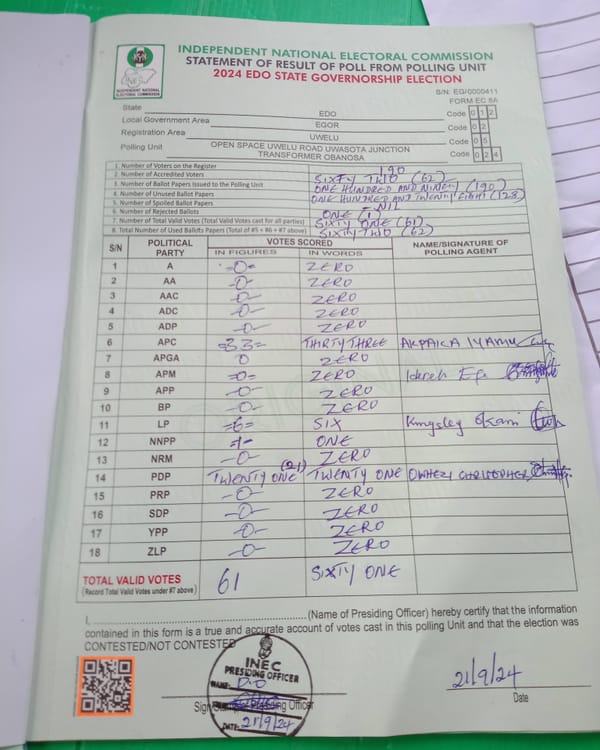 INDEPENDENT NATIONAL ELECTORAL COMMISSION
STATEMENT OF RESULT OF POLL FROM POLLING UNIT
2024 EDO STATE GOVERNORSHIP ELECTION
INDEPENDENT NATIONAL ELECTORAL COMMISSION
S/N: EG/0000411
FORM EC 8A
State EDO Code 0 1 2
Local Government Area EGOR Code 0 2
Registration Area UWELU Code 0 5
Polling Unit OPEN SPACE UWELU ROAD UWASOTA JUNCTION TRANSFORMER OBANOSA Code 0 2 4
1. Number of Voters on the Register 190
2. Number of Accredited Voters SIXTY TWO (62)
3. Number of Ballot Papers Issued to the Polling Unit ONE HUNDRED AND NINETY (190)
4. Number of Unused Ballot Papers ONE HUNDRED AND TWENTY EIGHT (128)
5. Number of Spoiled Ballot Papers -NIL
6. Number of Rejected Ballots ONE (1)
7. Number of Total Valid Votes (Total Valid Votes cast for all parties) SIXTY ONE (61)
8. Total Number of Used Ballots Papers (Total of #5 + #6 + #7 above) SIXTY TWO (62)
S/N POLITICAL PARTY VOTES SCORED NAME/SIGNATURE OF POLLING AGENT
IN FIGURES IN WORDS
1 A =0= ZERO
2 AA -0- ZERO
3 AAC -0- ZERO
4 ADC -0- ZERO
5 ADP -0- ZERO
6 APC =33= THIRTY THREE AKPAIKA IYAMU
7 APGA 0 ZERO
8 APM =0= ZERO
9 APP -0- ZERO
10 BP -0- ZERO
11 LP =6= SIX Kingsley
12 NNPP =1= ONE
13 NRM -0- ZERO
14 PDP TWENTY ONE (21) TWENTY ONE OWHEZI CHRISTOPHER
15 PRP -0- ZERO
16 SDP -0- ZERO
17 YPP -0- ZERO
18 ZLP -0- ZERO
TOTAL VALID VOTES 61 SIXTY ONE
(Record Total Valid Votes under #7 above)
I, (Name of Presiding Officer) hereby certify that the information
contained in this form is a true and accurate account of votes cast in this polling Unit and that the election was
CONTESTED/NOT CONTESTED
INEC
PRESIDING OFFICER
NAME: P.O
DATE: 21/9/24
Officer
21/9/24
Date